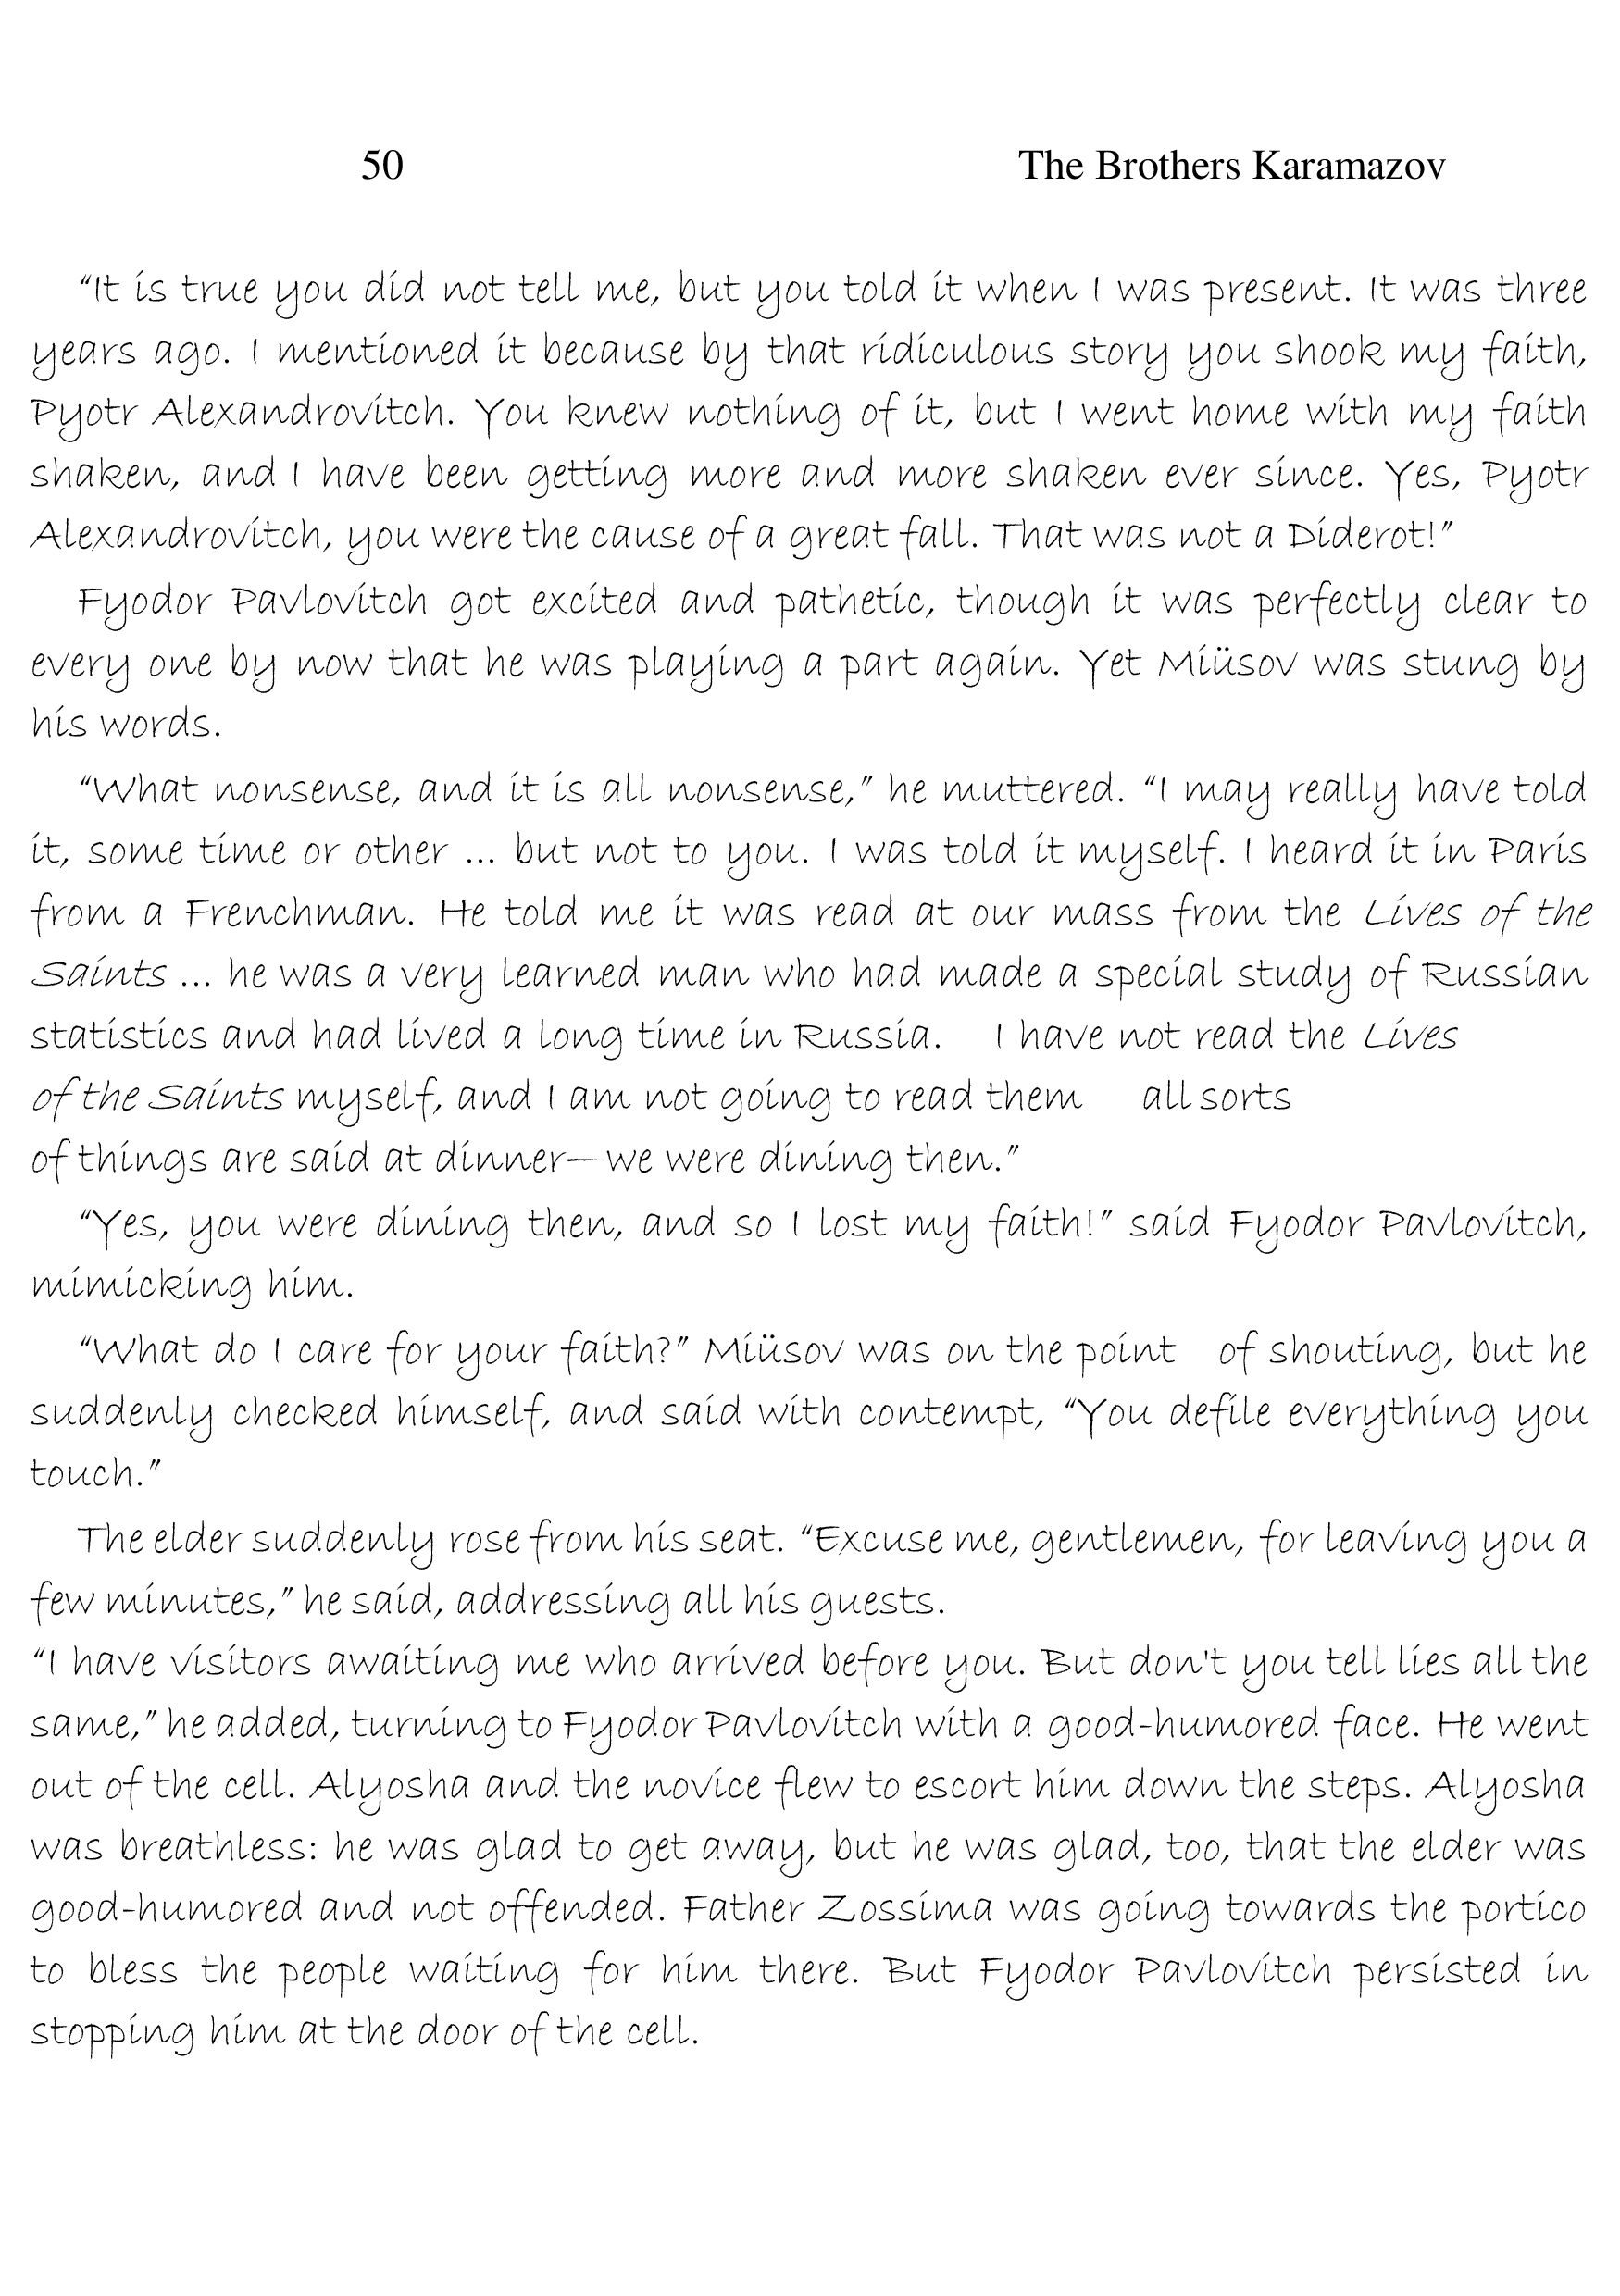 50 The Brothers Karamazov
“It is true you did not tell me, but you told it when I was present. It was three
years ago. I mentioned it because by that ridiculous story you shook my faith,
Pyotr Alexandrovitch. You knew nothing of it, but I went home with my faith
shaken, and I have been getting more and more shaken ever since. Yes, Pyotr
Alexandrovitch, you were the cause of a great fall. That was not a Diderot!”
Fyodor Pavlovitch got excited and pathetic, though it was perfectly clear to
every one by now that he was playing a part again. Yet Miüsov was stung by
his words.
“What nonsense, and it is all nonsense,” he muttered. “I may really have told
it, some time or other ... but not to you. I was told it myself. I heard it in Paris
from a Frenchman. He told me it was read at our mass from the Lives of the
Saints ... he was a very learned man who had made a special study of Russian
statistics and had lived a long time in Russia. I have not read the Lives
of the Saints myself, and I am not going to read them all sorts
of things are said at dinner—we were dining then.”
“Yes, you were dining then, and so I lost my faith!” said Fyodor Pavlovitch,
mimicking him.
“What do I care for your faith?” Miüsov was on the point of shouting, but he
suddenly checked himself, and said with contempt, “You defile everything you
touch.”
The elder suddenly rose from his seat. “Excuse me, gentlemen, for leaving you a
few minutes,” he said, addressing all his guests.
“I have visitors awaiting me who arrived before you. But don't you tell lies all the
same,” he added, turning to Fyodor Pavlovitch with a good-humored face. He went
out of the cell. Alyosha and the novice flew to escort him down the steps. Alyosha
was breathless: he was glad to get away, but he was glad, too, that the elder was
good-humored and not offended. Father Zossima was going towards the portico
to bless the people waiting for him there. But Fyodor Pavlovitch persisted in
stopping him at the door of the cell.